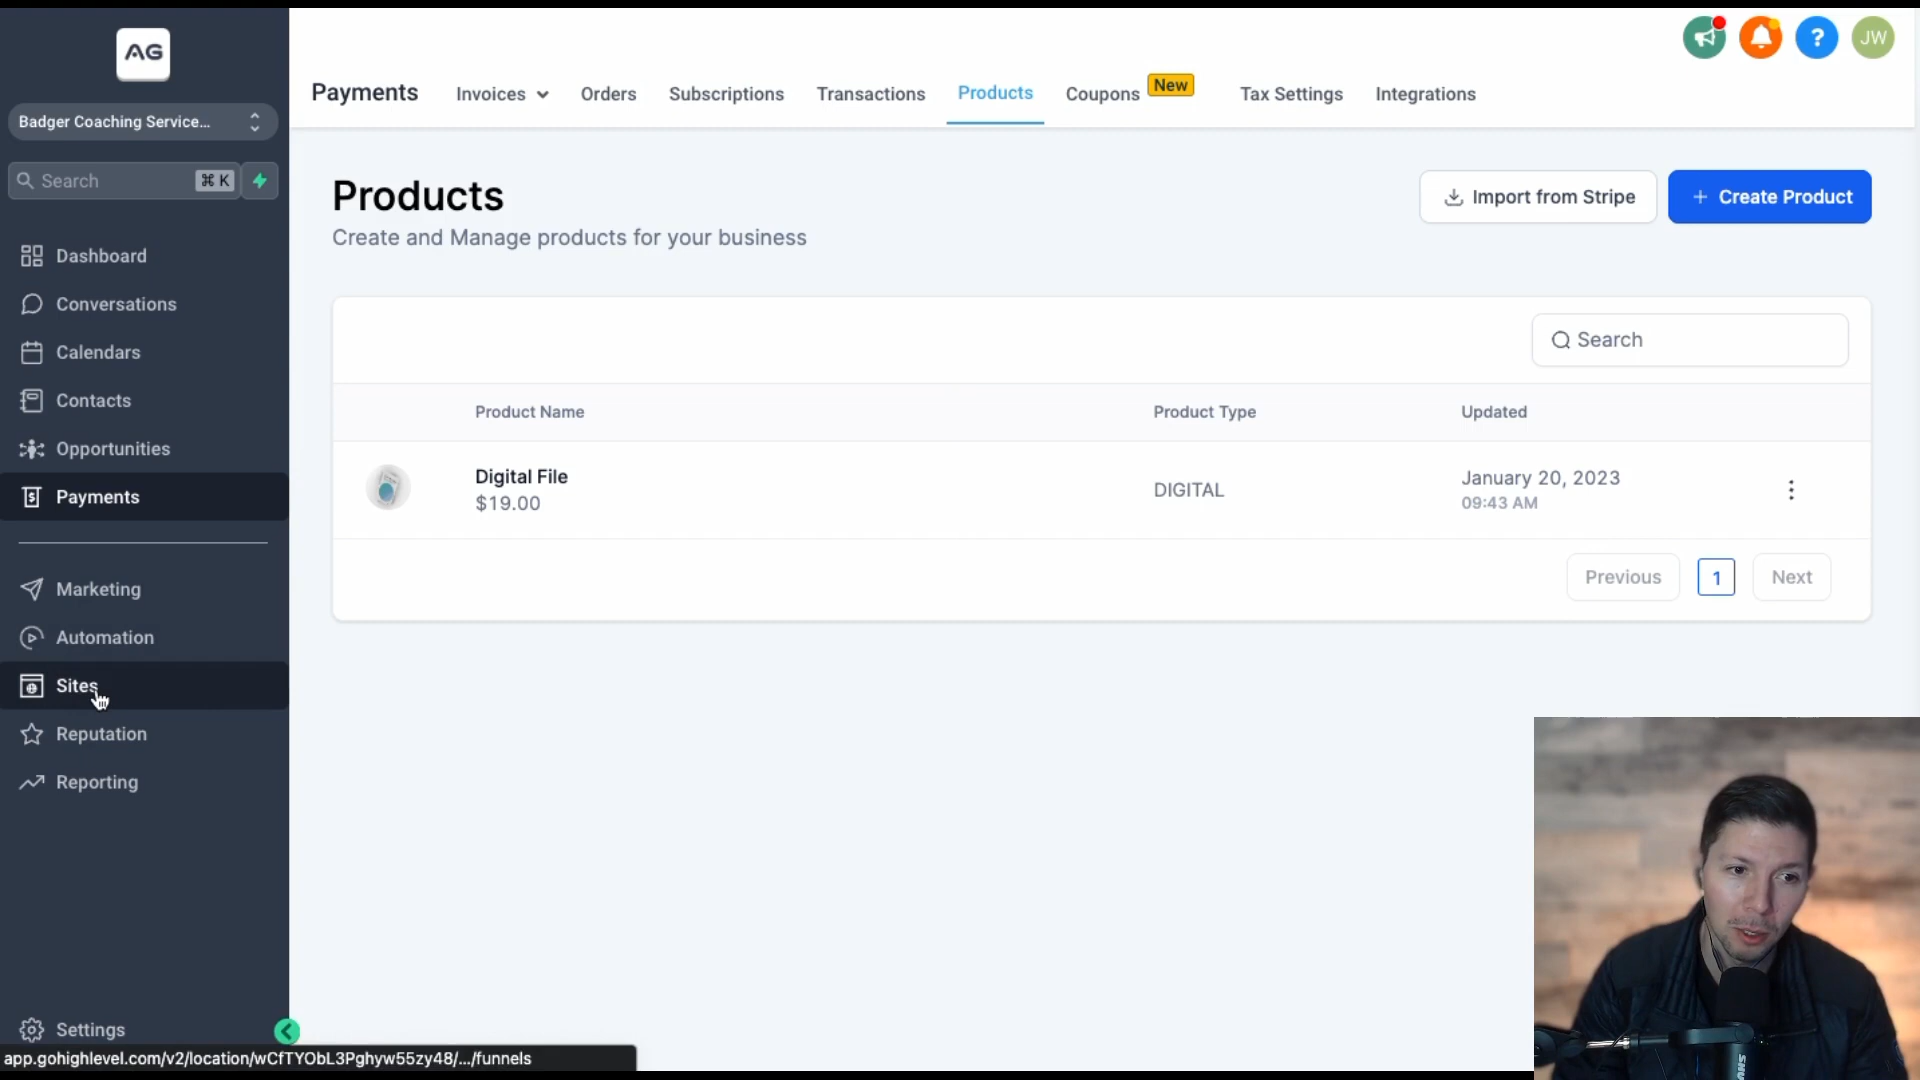 AG
Badger Coaching Service...
Search
⌘ K
Dashboard
Conversations
Calendars
Contacts
Opportunities
Payments
Marketing
Automation
Sites
Reputation
Reporting
Settings
app.gohighlevel.com/v2/location/wCfTYObL3Pghyw55zy48/.../funnels
JW
Payments
Invoices
Orders
Subscriptions
Transactions
Products
Coupons
New
Tax Settings
Integrations
Products
Create and Manage products for your business
Import from Stripe
+ Create Product
Search
Product Name
Product Type
Updated
Digital File
$19.00
DIGITAL
January 20, 2023
09:43 AM
Previous
1
Next